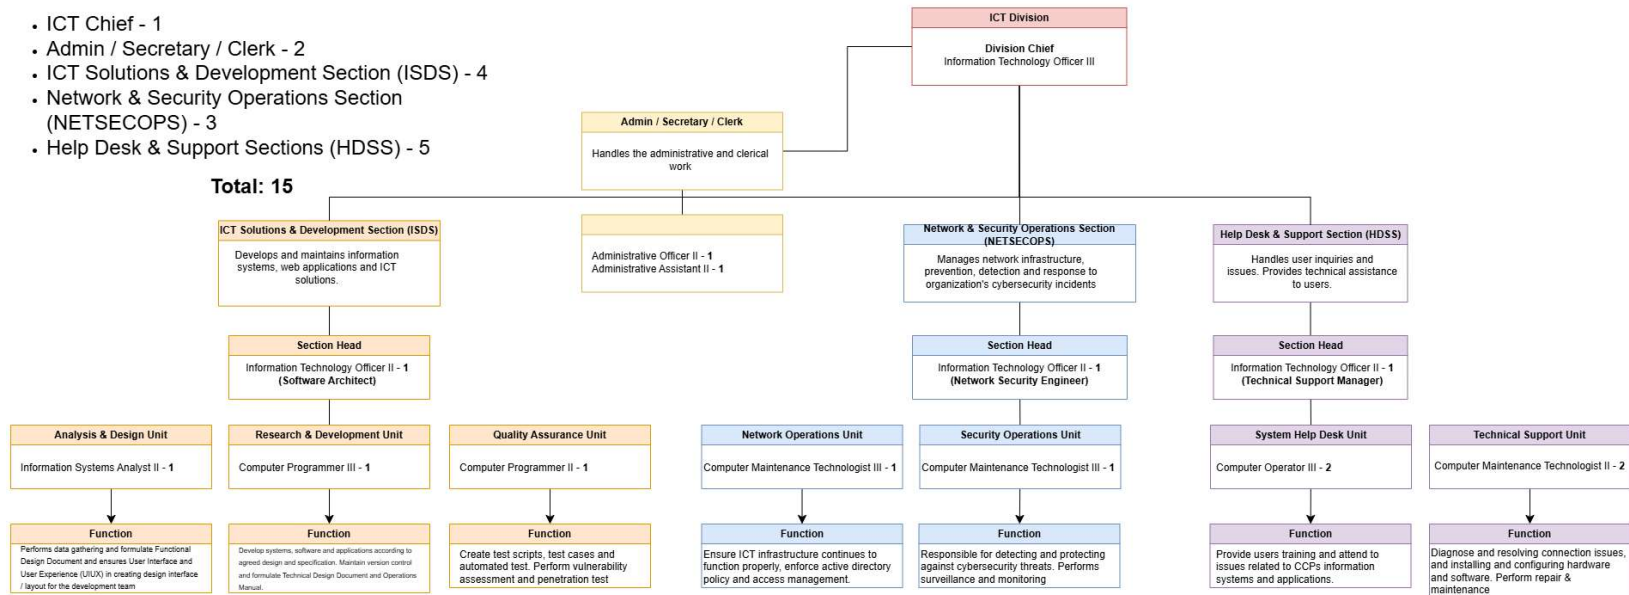 • ICT Chief - 1
• Admin / Secretary / Clerk - 2
• ICT Solutions & Development Section (ISDS) - 4
• Network & Security Operations Section
(NETSECOPS) - 3
• Help Desk & Support Sections (HDSS) - 5
Total: 15
ICT Division
Division Chief
Information Technology Officer III
Admin / Secretary / Clerk
Handles the administrative and clerical
work
Administrative Officer II - 1
Administrative Assistant II - 1
ICT Solutions & Development Section (ISDS)
Develops and maintains information
systems, web applications and ICT
solutions.
Network & Security Operations Section
(NETSECOPS)
Manages network infrastructure,
prevention, detection and response to
organization's cybersecurity incidents
Help Desk & Support Section (HDSS)
Handles user inquiries and
issues. Provides technical assistance
to users.
Section Head
Information Technology Officer II - 1
(Software Architect)
Section Head
Information Technology Officer II - 1
(Network Security Engineer)
Section Head
Information Technology Officer II - 1
(Technical Support Manager)
Analysis & Design Unit
Information Systems Analyst II - 1
Research & Development Unit
Computer Programmer III - 1
Quality Assurance Unit
Computer Programmer II - 1
Network Operations Unit
Computer Maintenance Technologist III - 1
Security Operations Unit
Computer Maintenance Technologist III - 1
System Help Desk Unit
Computer Operator III - 2
Technical Support Unit
Computer Maintenance Technologist II - 2
Function
Performs data gathering and formulate Functional
Design Document and ensures User Interface and
User Experience (UIUX) in creating design interface
/ layout for the development team
Function
Develop systems, software and applications according to
agreed design and specification. Maintain version control
and formulate Technical Design Document and Operations
Manual.
Function
Create test scripts, test cases and
automated test. Perform vulnerability
assessment and penetration test
Function
Ensure ICT infrastructure continues to
function properly, enforce active directory
policy and access management.
Function
Responsible for detecting and protecting
against cybersecurity threats. Performs
surveillance and monitoring
Function
Provide users training and attend to
issues related to CCPs information
systems and applications.
Function
Diagnose and resolving connection issues,
and installing and configuring hardware
and software. Perform repair &
maintenance